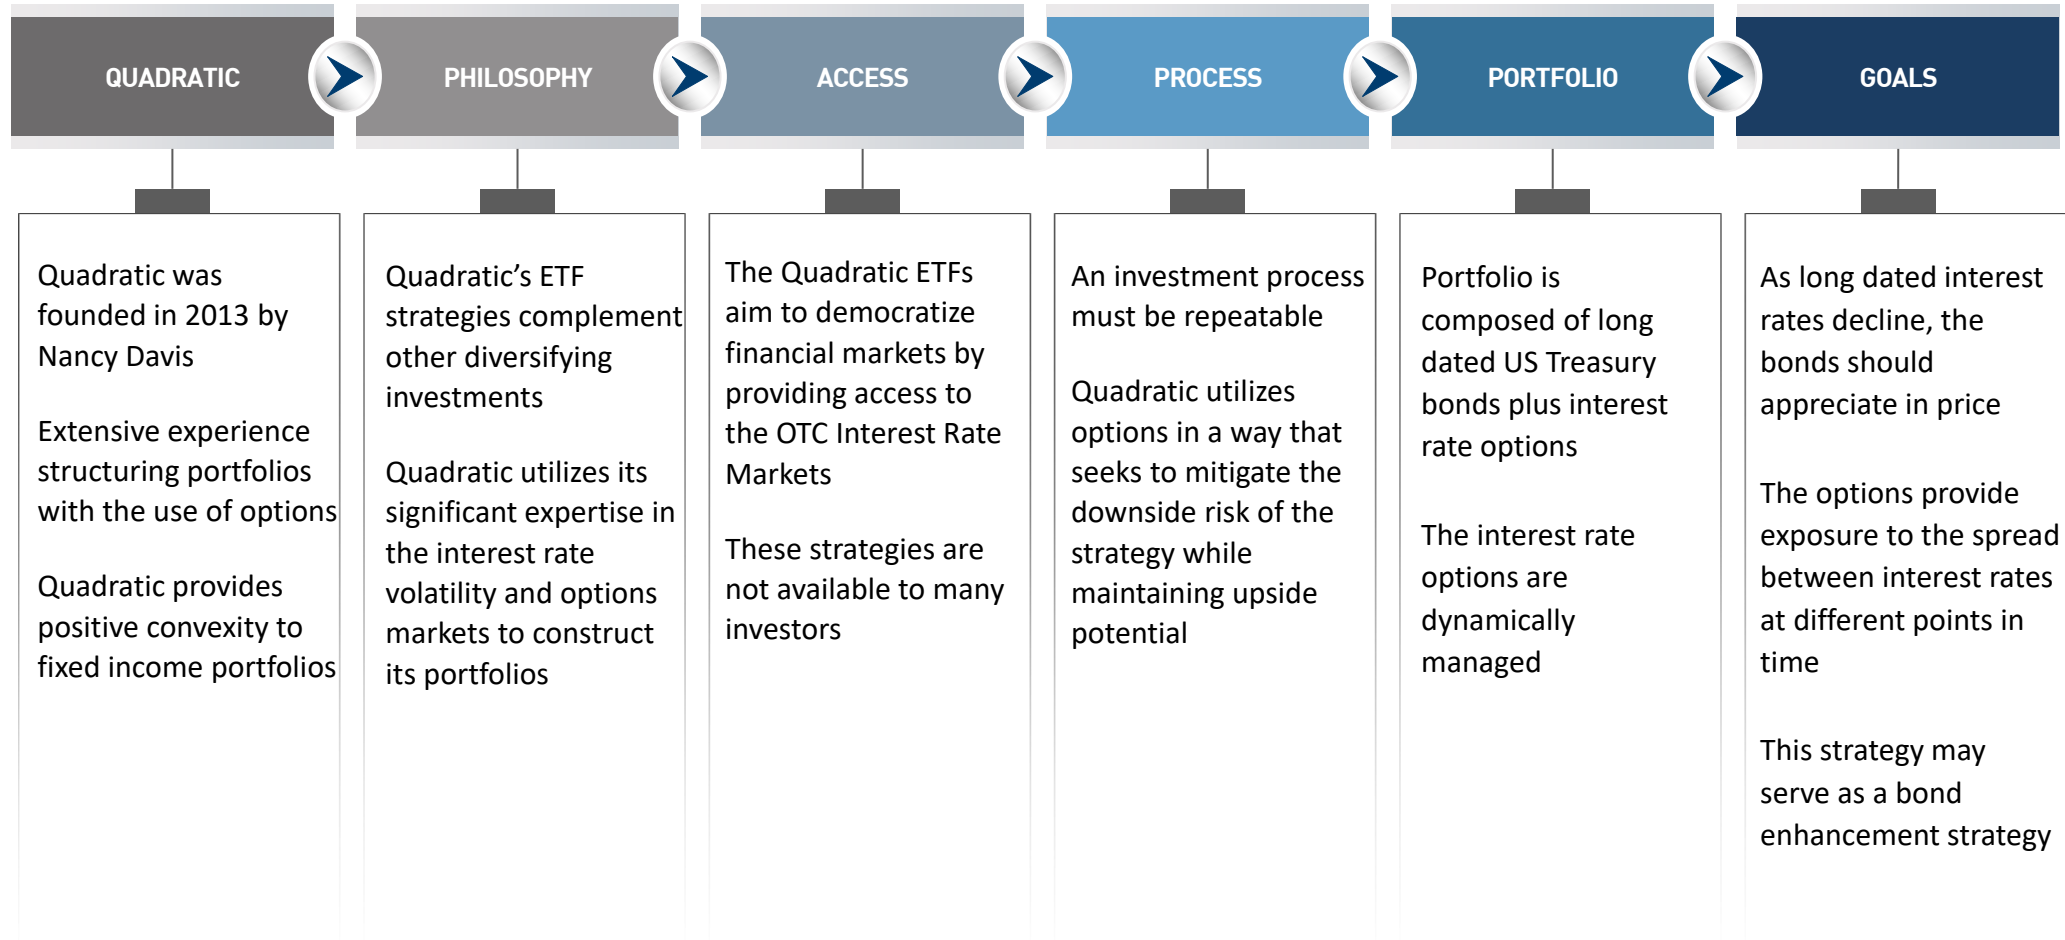 QUADRATIC
PHILOSOPHY
ACCESS
PROCESS
PORTFOLIO
GOALS
Quadratic was
founded in 2013 by
Nancy Davis
Extensive experience
structuring portfolios
with the use of options
Quadratic provides
positive convexity to
fixed income portfolios
Quadratic’s ETF
strategies complement
other diversifying
investments
Quadratic utilizes its
significant expertise in
the interest rate
volatility and options
markets to construct
its portfolios
The Quadratic ETFs
aim to democratize
financial markets by
providing access to
the OTC Interest Rate
Markets
These strategies are
not available to many
investors
An investment process
must be repeatable
Quadratic utilizes
options in a way that
seeks to mitigate the
downside risk of the
strategy while
maintaining upside
potential
Portfolio is
composed of long
dated US Treasury
bonds plus interest
rate options
The interest rate
options are
dynamically
managed
As long dated interest
rates decline, the
bonds should
appreciate in price
The options provide
exposure to the spread
between interest rates
at different points in
time
This strategy may
serve as a bond
enhancement strategy